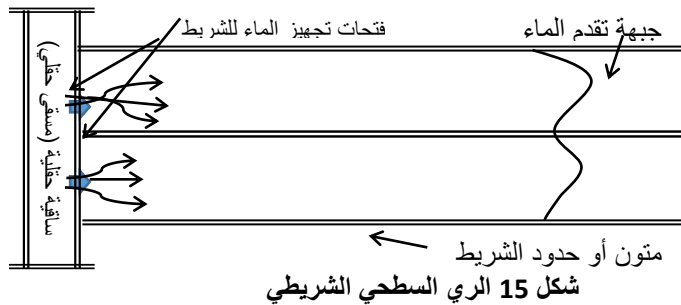 جبهة تقدم الماء
فتحات تجهيز الماء للشريط
ساقية حقلية (مسقى حقلي)
متون أو حدود الشريط
شكل 15 الري السطحي الشريطي